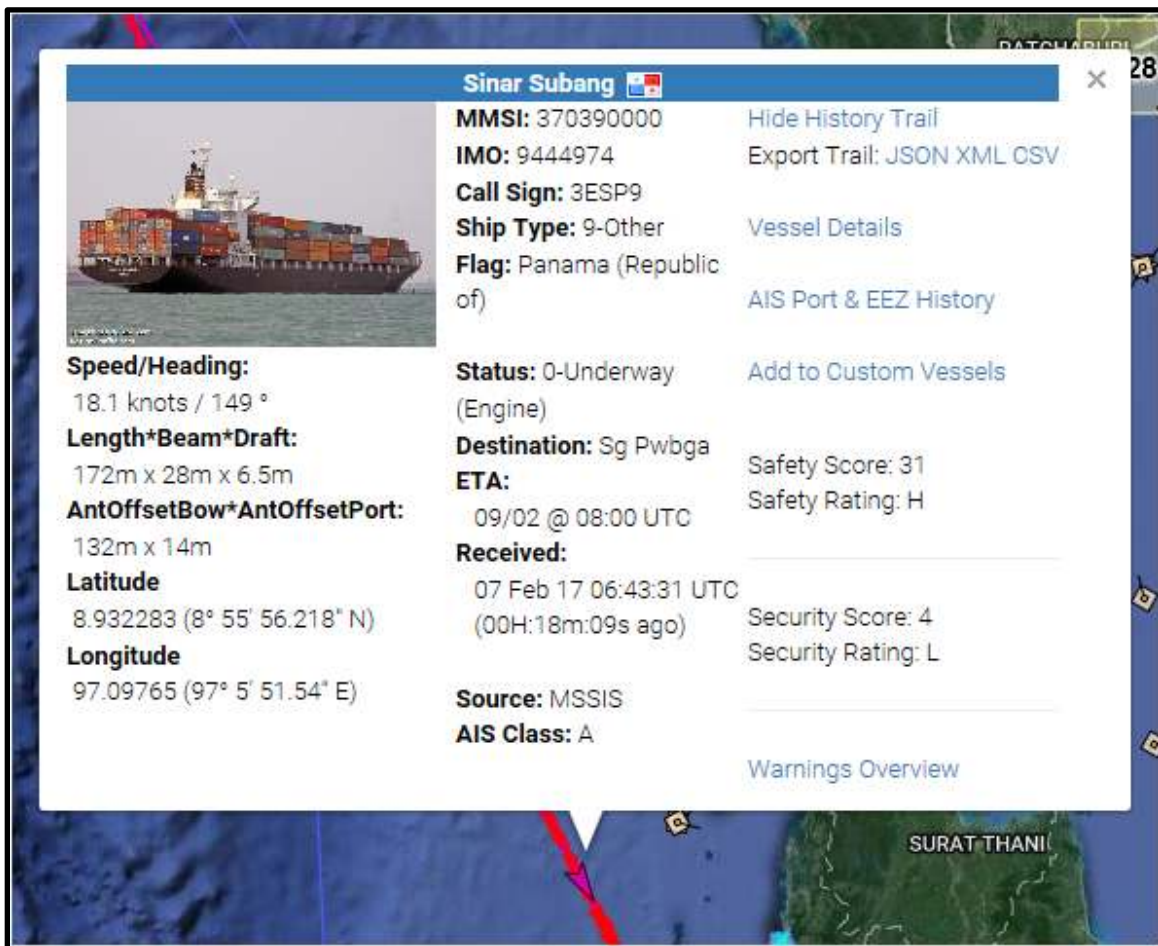 RATCHABURI
28
Sinar Subang
×
MMSI: 370390000
IMO: 9444974
Call Sign: 3ESP9
Ship Type: 9-Other
Flag: Panama (Republic
of)
Status: 0-Underway
(Engine)
Destination: Sg Pwbga
ETA:
09/02 @ 08:00 UTC
Received:
07 Feb 17 06:43:31 UTC
(00H:18m:09s ago)
Source: MSSIS
AIS Class: A
Speed/Heading:
18.1 knots / 149 °
Length*Beam*Draft:
172m x 28m x 6.5m
AntOffsetBow*AntOffsetPort:
132m x 14m
Latitude
8.932283 (8° 55' 56.218" N)
Longitude
97.09765 (97° 5' 51.54" E)
Hide History Trail
Export Trail: JSON XML CSV
Vessel Details
AIS Port & EEZ History
Add to Custom Vessels
Safety Score: 31
Safety Rating: H
Security Score: 4
Security Rating: L
Warnings Overview
SURAT THANI